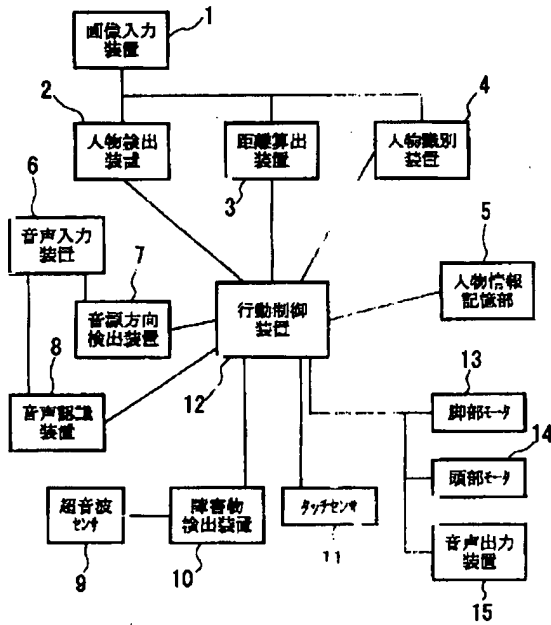 1
画像入力
装置
2
人物検出
装置
距離算出
装置
3
4
人物識別
装置
6
音声入力
装置
7
音源方向
検出装置
行動制御
装置
12
5
人物情報
記憶部
8
音声認識
装置
13
脚部モータ
14
頭部モータ
超音波
センサ
9
障害物
検出装置
10
タッチセンサ
11
音声出力
装置
15